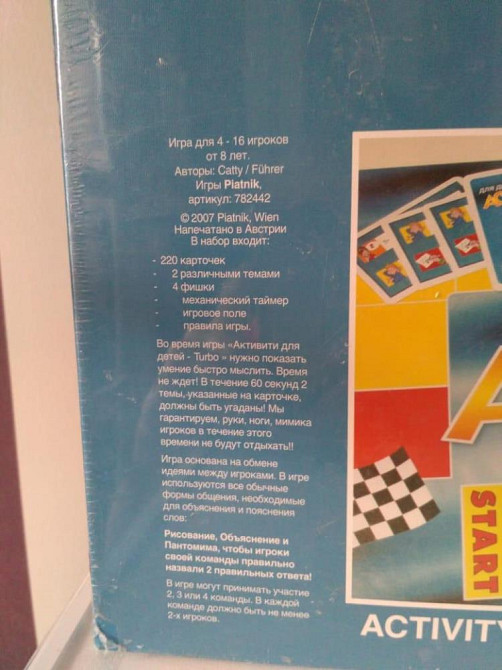 Игра для 4 - 16 игроков
от 8 лет.
Авторы: Catty / Führer
Игры Piatnik,
артикул: 782442
© 2007 Piatnik, Wien
Напечатано в Австрии
В набор входит:
- 220 карточек
- 2 различными темами
- 4 фишки
- механический таймер
- игровое поле
- правила игры.
Во время игры «Активити для
детей - Turbo » нужно показать
умение быстро мыслить. Время
не ждет! В течение 60 секунд 2
темы, указанные на карточке,
должны быть угаданы! Мы
гарантируем, руки, ноги, мимика
игроков в течение этого
времени не будут отдыхать!!
Игра основана на обмене
идеями между игроками. В игре
используются все обычные
формы общения, необходимые
для объяснения и пояснения
слов:
Рисование, Объяснение и
Пантомима, чтобы игроки
своей команды правильно
назвали 2 правильных ответа!
В игре могут принимать участие
2, 3 или 4 команды. В каждой
команде должно быть не менее
2-х игроков.
START
ACTIVITY